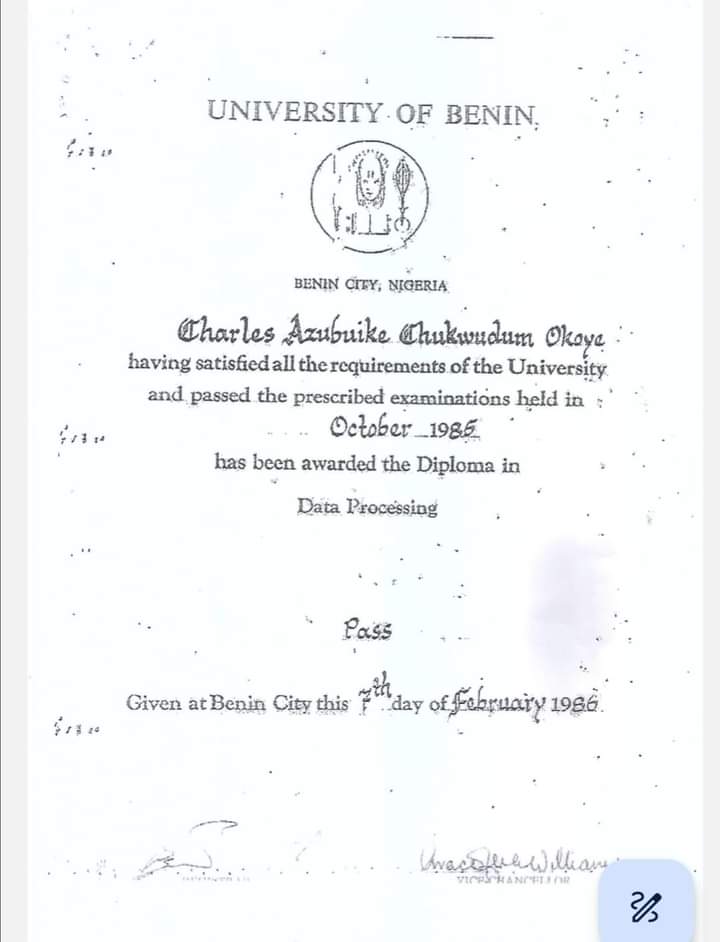 UNIVERSITY OF BENIN.
BENIN CITY, NIGERIA
Charles Azubuike Chukwudum Okoye
having satisfied all the requirements of the University
and passed the prescribed examinations held in
October 1985
has been awarded the Diploma in
Data Processing
Pass
Given at Benin City this 7th day of February 1986.
VICE-CHANCELLOR